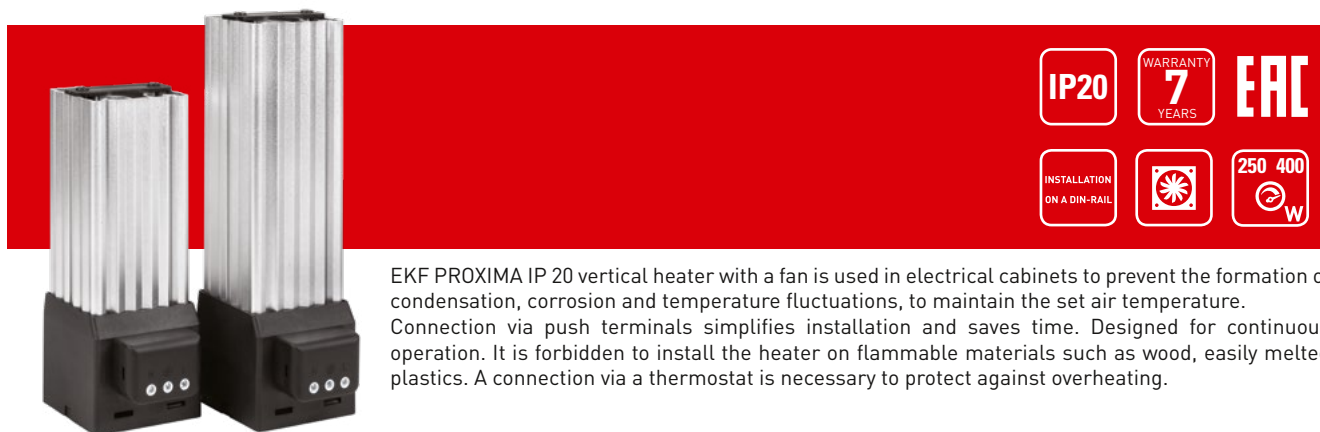 IP20
WARRANTY
7
YEARS
EAC
INSTALLATION
ON A DIN-RAIL
250 400
W
EKF PROXIMA IP 20 vertical heater with a fan is used in electrical cabinets to prevent the formation o
condensation, corrosion and temperature fluctuations, to maintain the set air temperature.
Connection via push terminals simplifies installation and saves time. Designed for continuou
operation. It is forbidden to install the heater on flammable materials such as wood, easily melte
plastics. A connection via a thermostat is necessary to protect against overheating.